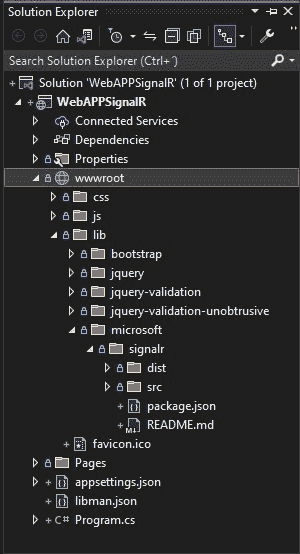 Solution Explorer
Search Solution Explorer (Ctrl+´)
Solution 'WebAPPSignalR' (1 of 1 project)
WebAPPSignalR
Connected Services
Dependencies
Properties
wwwroot
css
js
lib
bootstrap
jquery
jquery-validation
jquery-validation-unobtrusive
microsoft
signalr
dist
src
package.json
README.md
favicon.ico
Pages
appsettings.json
libman.json
C# Program.cs